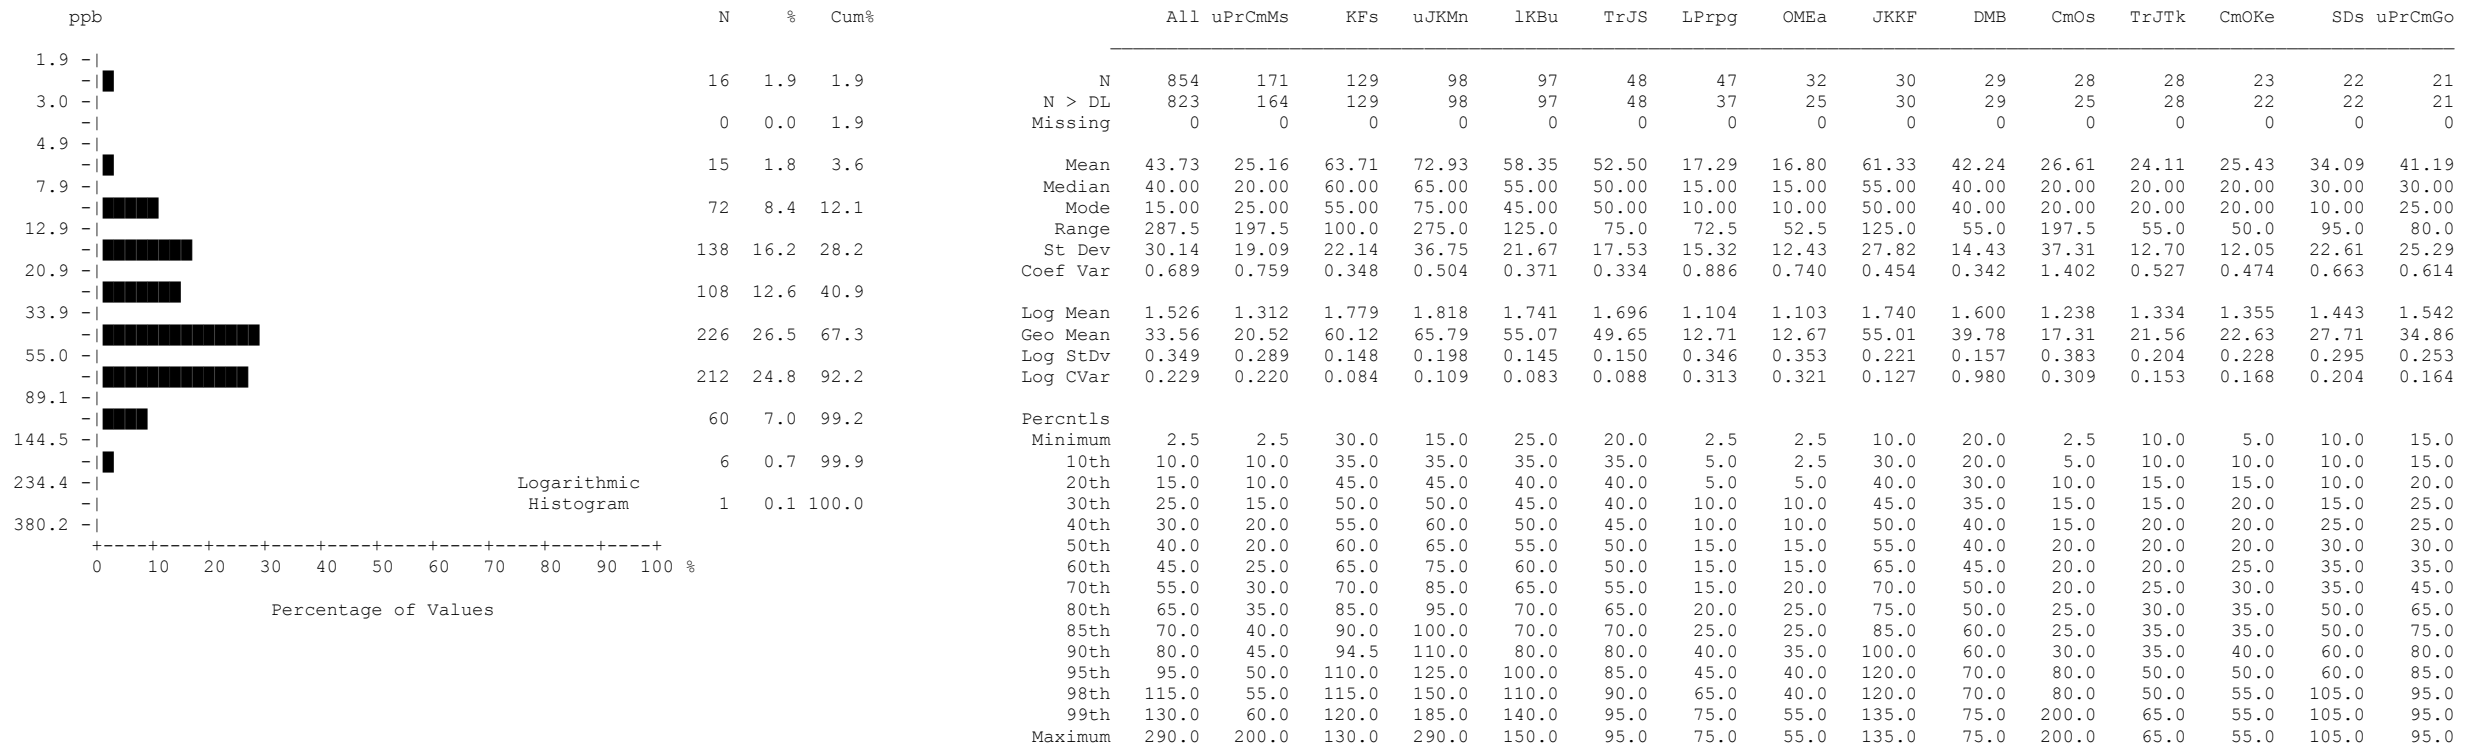 ppb N % Cum% All uPrCmMs KFs uJKMn lKBu TrJS LPrpg OMEa JKKF DMB CmOs TrJTk CmOKe SDs uPrCmGo
1.9 -|
-| 16 1.9 1.9 N 854 171 129 98 97 48 47 32 30 29 28 28 23 22 21
3.0 -| N > DL 823 164 129 98 97 48 37 25 30 29 25 28 22 22 21
-| 0 0.0 1.9 Missing 0 0 0 0 0 0 0 0 0 0 0 0 0 0 0
4.9 -|
-| 15 1.8 3.6 Mean 43.73 25.16 63.71 72.93 58.35 52.50 17.29 16.80 61.33 42.24 26.61 24.11 25.43 34.09 41.19
7.9 -| Median 40.00 20.00 60.00 65.00 55.00 50.00 15.00 15.00 55.00 40.00 20.00 20.00 20.00 30.00 30.00
-| 72 8.4 12.1 Mode 15.00 25.00 55.00 75.00 45.00 50.00 10.00 10.00 50.00 40.00 20.00 20.00 20.00 10.00 25.00
12.9 -| Range 287.5 197.5 100.0 275.0 125.0 75.0 72.5 52.5 125.0 55.0 197.5 55.0 50.0 95.0 80.0
-| 138 16.2 28.2 St Dev 30.14 19.09 22.14 36.75 21.67 17.53 15.32 12.43 27.82 14.43 37.31 12.70 12.05 22.61 25.29
20.9 -| Coef Var 0.689 0.759 0.348 0.504 0.371 0.334 0.886 0.740 0.454 0.342 1.402 0.527 0.474 0.663 0.614
-| 108 12.6 40.9
33.9 -| Log Mean 1.526 1.312 1.779 1.818 1.741 1.696 1.104 1.103 1.740 1.600 1.238 1.334 1.355 1.443 1.542
-| 226 26.5 67.3 Geo Mean 33.56 20.52 60.12 65.79 55.07 49.65 12.71 12.67 55.01 39.78 17.31 21.56 22.63 27.71 34.86
55.0 -| Log StDv 0.349 0.289 0.148 0.198 0.145 0.150 0.346 0.353 0.221 0.157 0.383 0.204 0.228 0.295 0.253
-| 212 24.8 92.2 Log CVar 0.229 0.220 0.084 0.109 0.083 0.088 0.313 0.321 0.127 0.980 0.309 0.153 0.168 0.204 0.164
89.1 -|
-| 60 7.0 99.2 Percntls
144.5 -| Minimum 2.5 2.5 30.0 15.0 25.0 20.0 2.5 2.5 10.0 20.0 2.5 10.0 5.0 10.0 15.0
-| 6 0.7 99.9 10th 10.0 10.0 35.0 35.0 35.0 35.0 5.0 2.5 30.0 20.0 5.0 10.0 10.0 10.0 15.0
234.4 -| Logarithmic 20th 15.0 10.0 45.0 45.0 40.0 40.0 5.0 5.0 40.0 30.0 10.0 15.0 15.0 10.0 20.0
-| Histogram 1 0.1 100.0 30th 25.0 15.0 50.0 50.0 45.0 40.0 10.0 10.0 45.0 35.0 15.0 15.0 20.0 15.0 25.0
380.2 -| 40th 30.0 20.0 55.0 60.0 50.0 45.0 10.0 10.0 50.0 40.0 15.0 20.0 20.0 25.0 25.0
+----+----+----+----+----+----+----+----+----+----+ 50th 40.0 20.0 60.0 65.0 55.0 50.0 15.0 15.0 55.0 40.0 20.0 20.0 20.0 30.0 30.0
0 10 20 30 40 50 60 70 80 90 100 % 60th 45.0 25.0 65.0 75.0 60.0 50.0 15.0 15.0 65.0 45.0 20.0 20.0 25.0 35.0 35.0
70th 55.0 30.0 70.0 85.0 65.0 55.0 15.0 20.0 70.0 50.0 20.0 25.0 30.0 35.0 45.0
Percentage of Values 80th 65.0 35.0 85.0 95.0 70.0 65.0 20.0 25.0 75.0 50.0 25.0 30.0 35.0 50.0 65.0
85th 70.0 40.0 90.0 100.0 70.0 70.0 25.0 25.0 85.0 60.0 25.0 35.0 35.0 50.0 75.0
90th 80.0 45.0 94.5 110.0 80.0 80.0 40.0 35.0 100.0 60.0 30.0 35.0 40.0 60.0 80.0
95th 95.0 50.0 110.0 125.0 100.0 85.0 45.0 40.0 120.0 70.0 80.0 50.0 50.0 60.0 85.0
98th 115.0 55.0 115.0 150.0 110.0 90.0 65.0 40.0 120.0 70.0 80.0 50.0 55.0 105.0 95.0
99th 130.0 60.0 120.0 185.0 140.0 95.0 75.0 55.0 135.0 75.0 200.0 65.0 55.0 105.0 95.0
Maximum 290.0 200.0 130.0 290.0 150.0 95.0 75.0 55.0 135.0 75.0 200.0 65.0 55.0 105.0 95.0